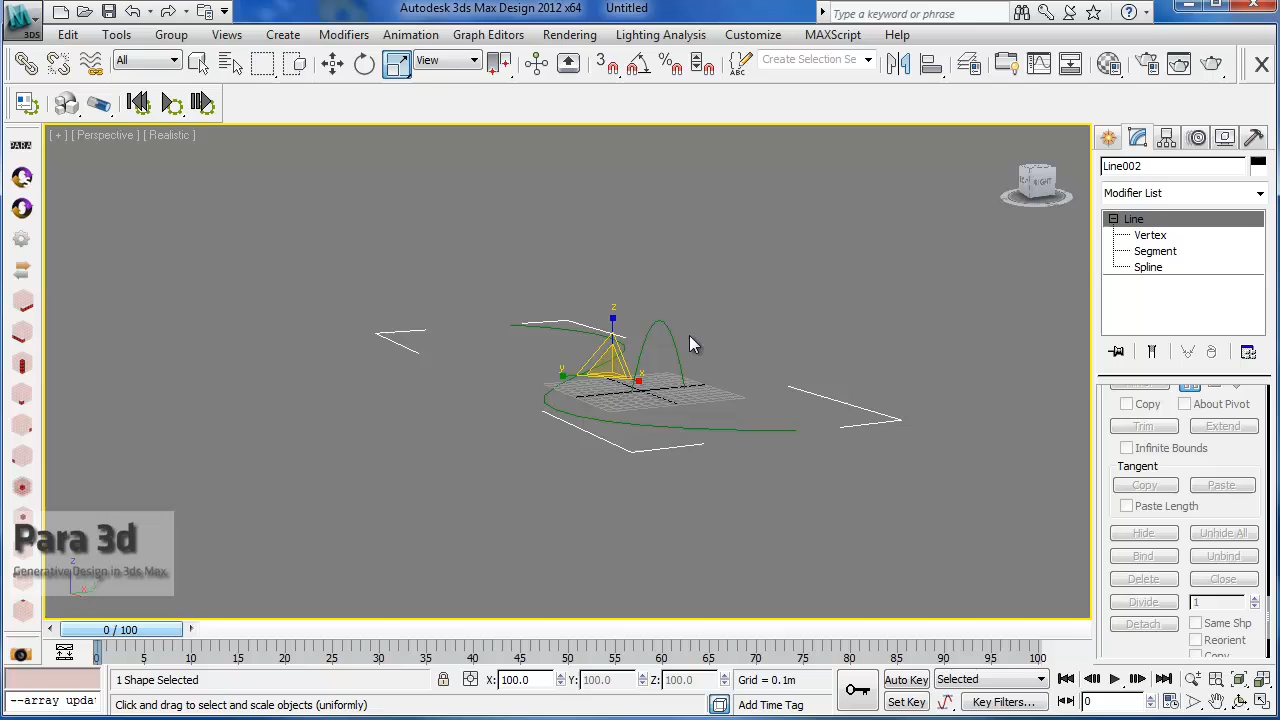 Autodesk 3ds Max Design 2012 x64 Untitled
Type a keyword or phrase
3DS
Edit Tools Group Views Create Modifiers Animation Graph Editors Rendering Lighting Analysis Customize MAXScript Help
All View Create Selection Se
[ + ] [ Perspective ] [ Realistic ]
PARA
RIGHT
Line002
Modifier List
Line
Vertex
Segment
Spline
Copy About Pivot
Trim Extend
Infinite Bounds
Tangent
Copy Paste
Paste Length
Hide Unhide All
Bind Unbind
Delete Close
Divide 1
Detach Same Shp
Reorient
Copy
z
y
x
Para 3d
Generative Design in 3ds Max
z
x
0 / 100
0 5 10 15 20 25 30 35 40 45 50 55 60 65 70 75 80 85 90 95 100
1 Shape Selected X: 100.0 Y: 100.0 Z: 100.0 Grid = 0.1m Auto Key Selected
--array updat Click and drag to select and scale objects (uniformly) Add Time Tag Set Key Key Filters... 0